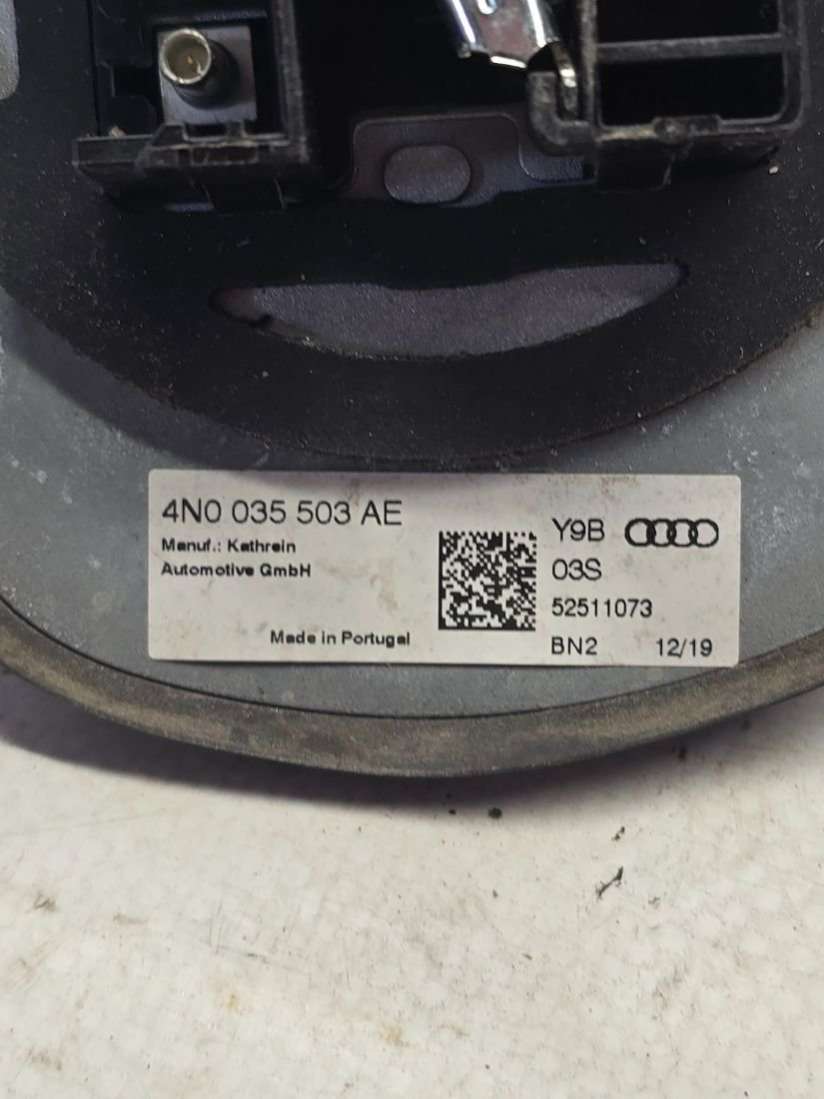 4N0 035 503 AE
Manuf.: Kathrein
Automotive GmbH
Made in Portugal
Y9B
03S
52511073
BN2 12/19